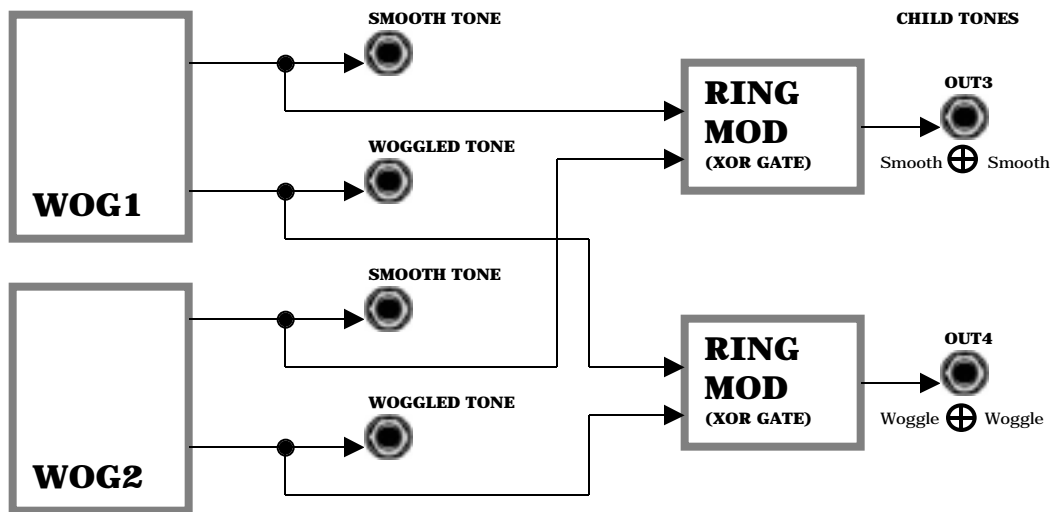 SMOOTH TONE
CHILD TONES
WOG1
WOGGLED TONE
RING
MOD
(XOR GATE)
OUT3
Smooth ⊕ Smooth
SMOOTH TONE
WOG2
WOGGLED TONE
RING
MOD
(XOR GATE)
OUT4
Woggle ⊕ Woggle